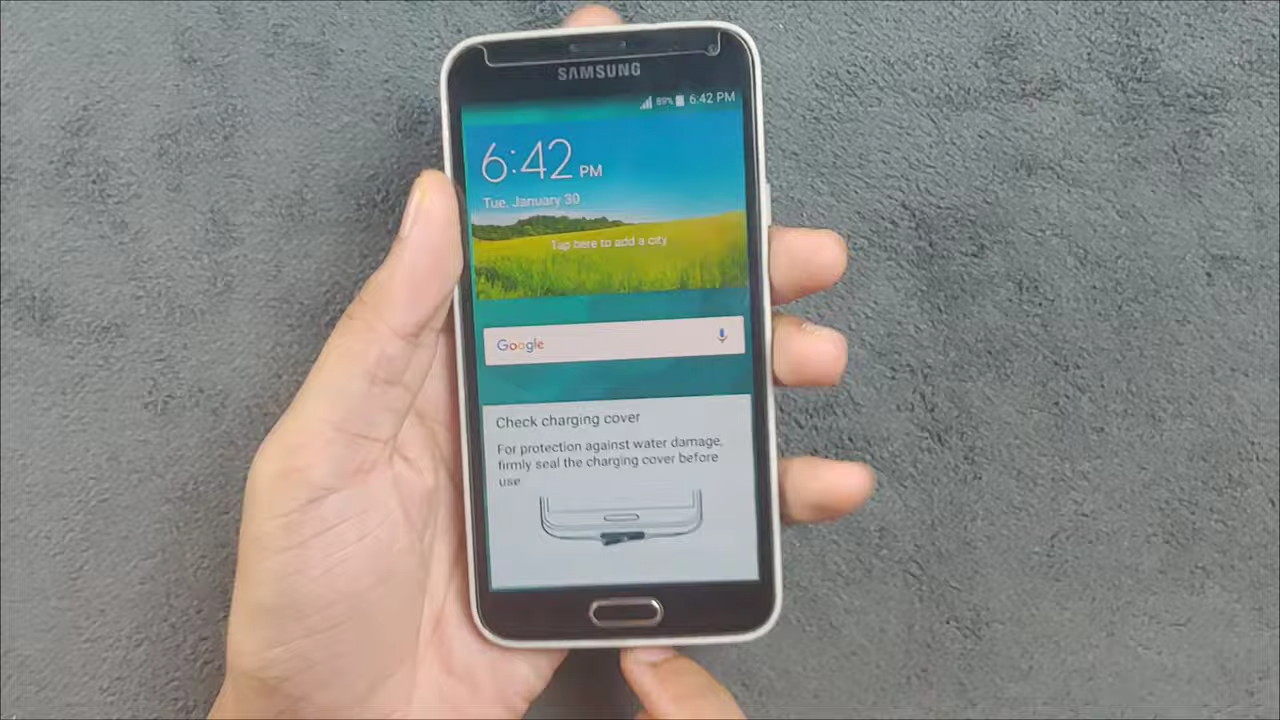 SAMSUNG
89% 6:42 PM
6:42 PM
Tue, January 30
Tap here to add a city
Google
Check charging cover
For protection against water damage,
firmly seal the charging cover before
use